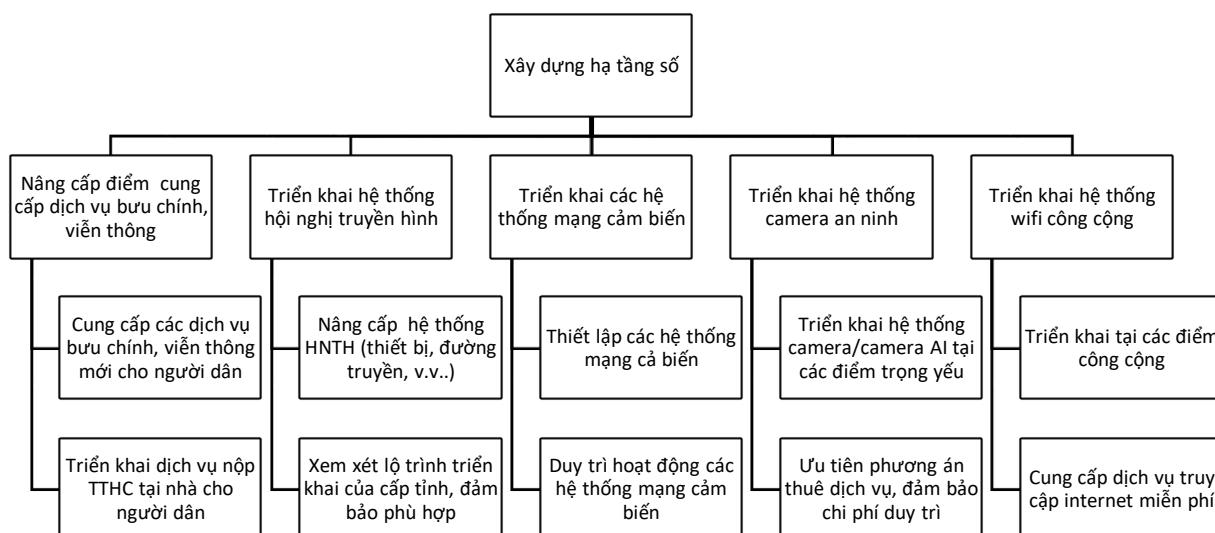 Xây dựng hạ tầng số
Nâng cấp điểm cung
cấp dịch vụ bưu chính,
viễn thông
Triển khai hệ thống
hội nghị truyền hình
Triển khai các hệ
thống mạng cảm biến
Triển khai hệ thống
camera an ninh
Triển khai hệ thống
wifi công cộng
Cung cấp các dịch vụ
bưu chính, viễn thông
mới cho người dân
Nâng cấp hệ thống
HNTH (thiết bị, đường
truyền, v.v..)
Thiết lập các hệ thống
mạng cả biến
Triển khai hệ thống
camera/camera AI tại
các điểm trọng yếu
Triển khai tại các điểm
công cộng
Triển khai dịch vụ nộp
TTHC tại nhà cho
người dân
Xem xét lộ trình triển
khai của cấp tỉnh, đảm
bảo phù hợp
Duy trì hoạt động các
hệ thống mạng cảm
biến
Ưu tiên phương án
thuê dịch vụ, đảm bảo
chi phí duy trì
Cung cấp dịch vụ truy
cập internet miễn phí